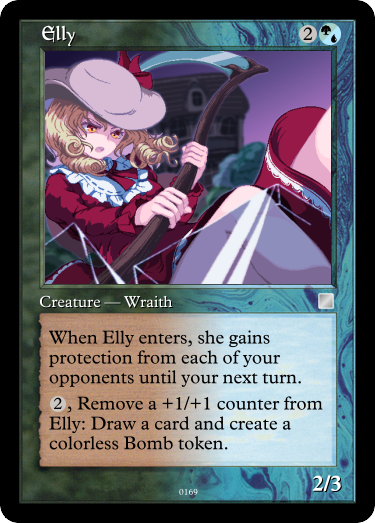 Elly 2
Creature — Wraith
When Elly enters, she gains
protection from each of your
opponents until your next turn.
2, Remove a +1/+1 counter from
Elly: Draw a card and create a
colorless Bomb token.
0169
2/3